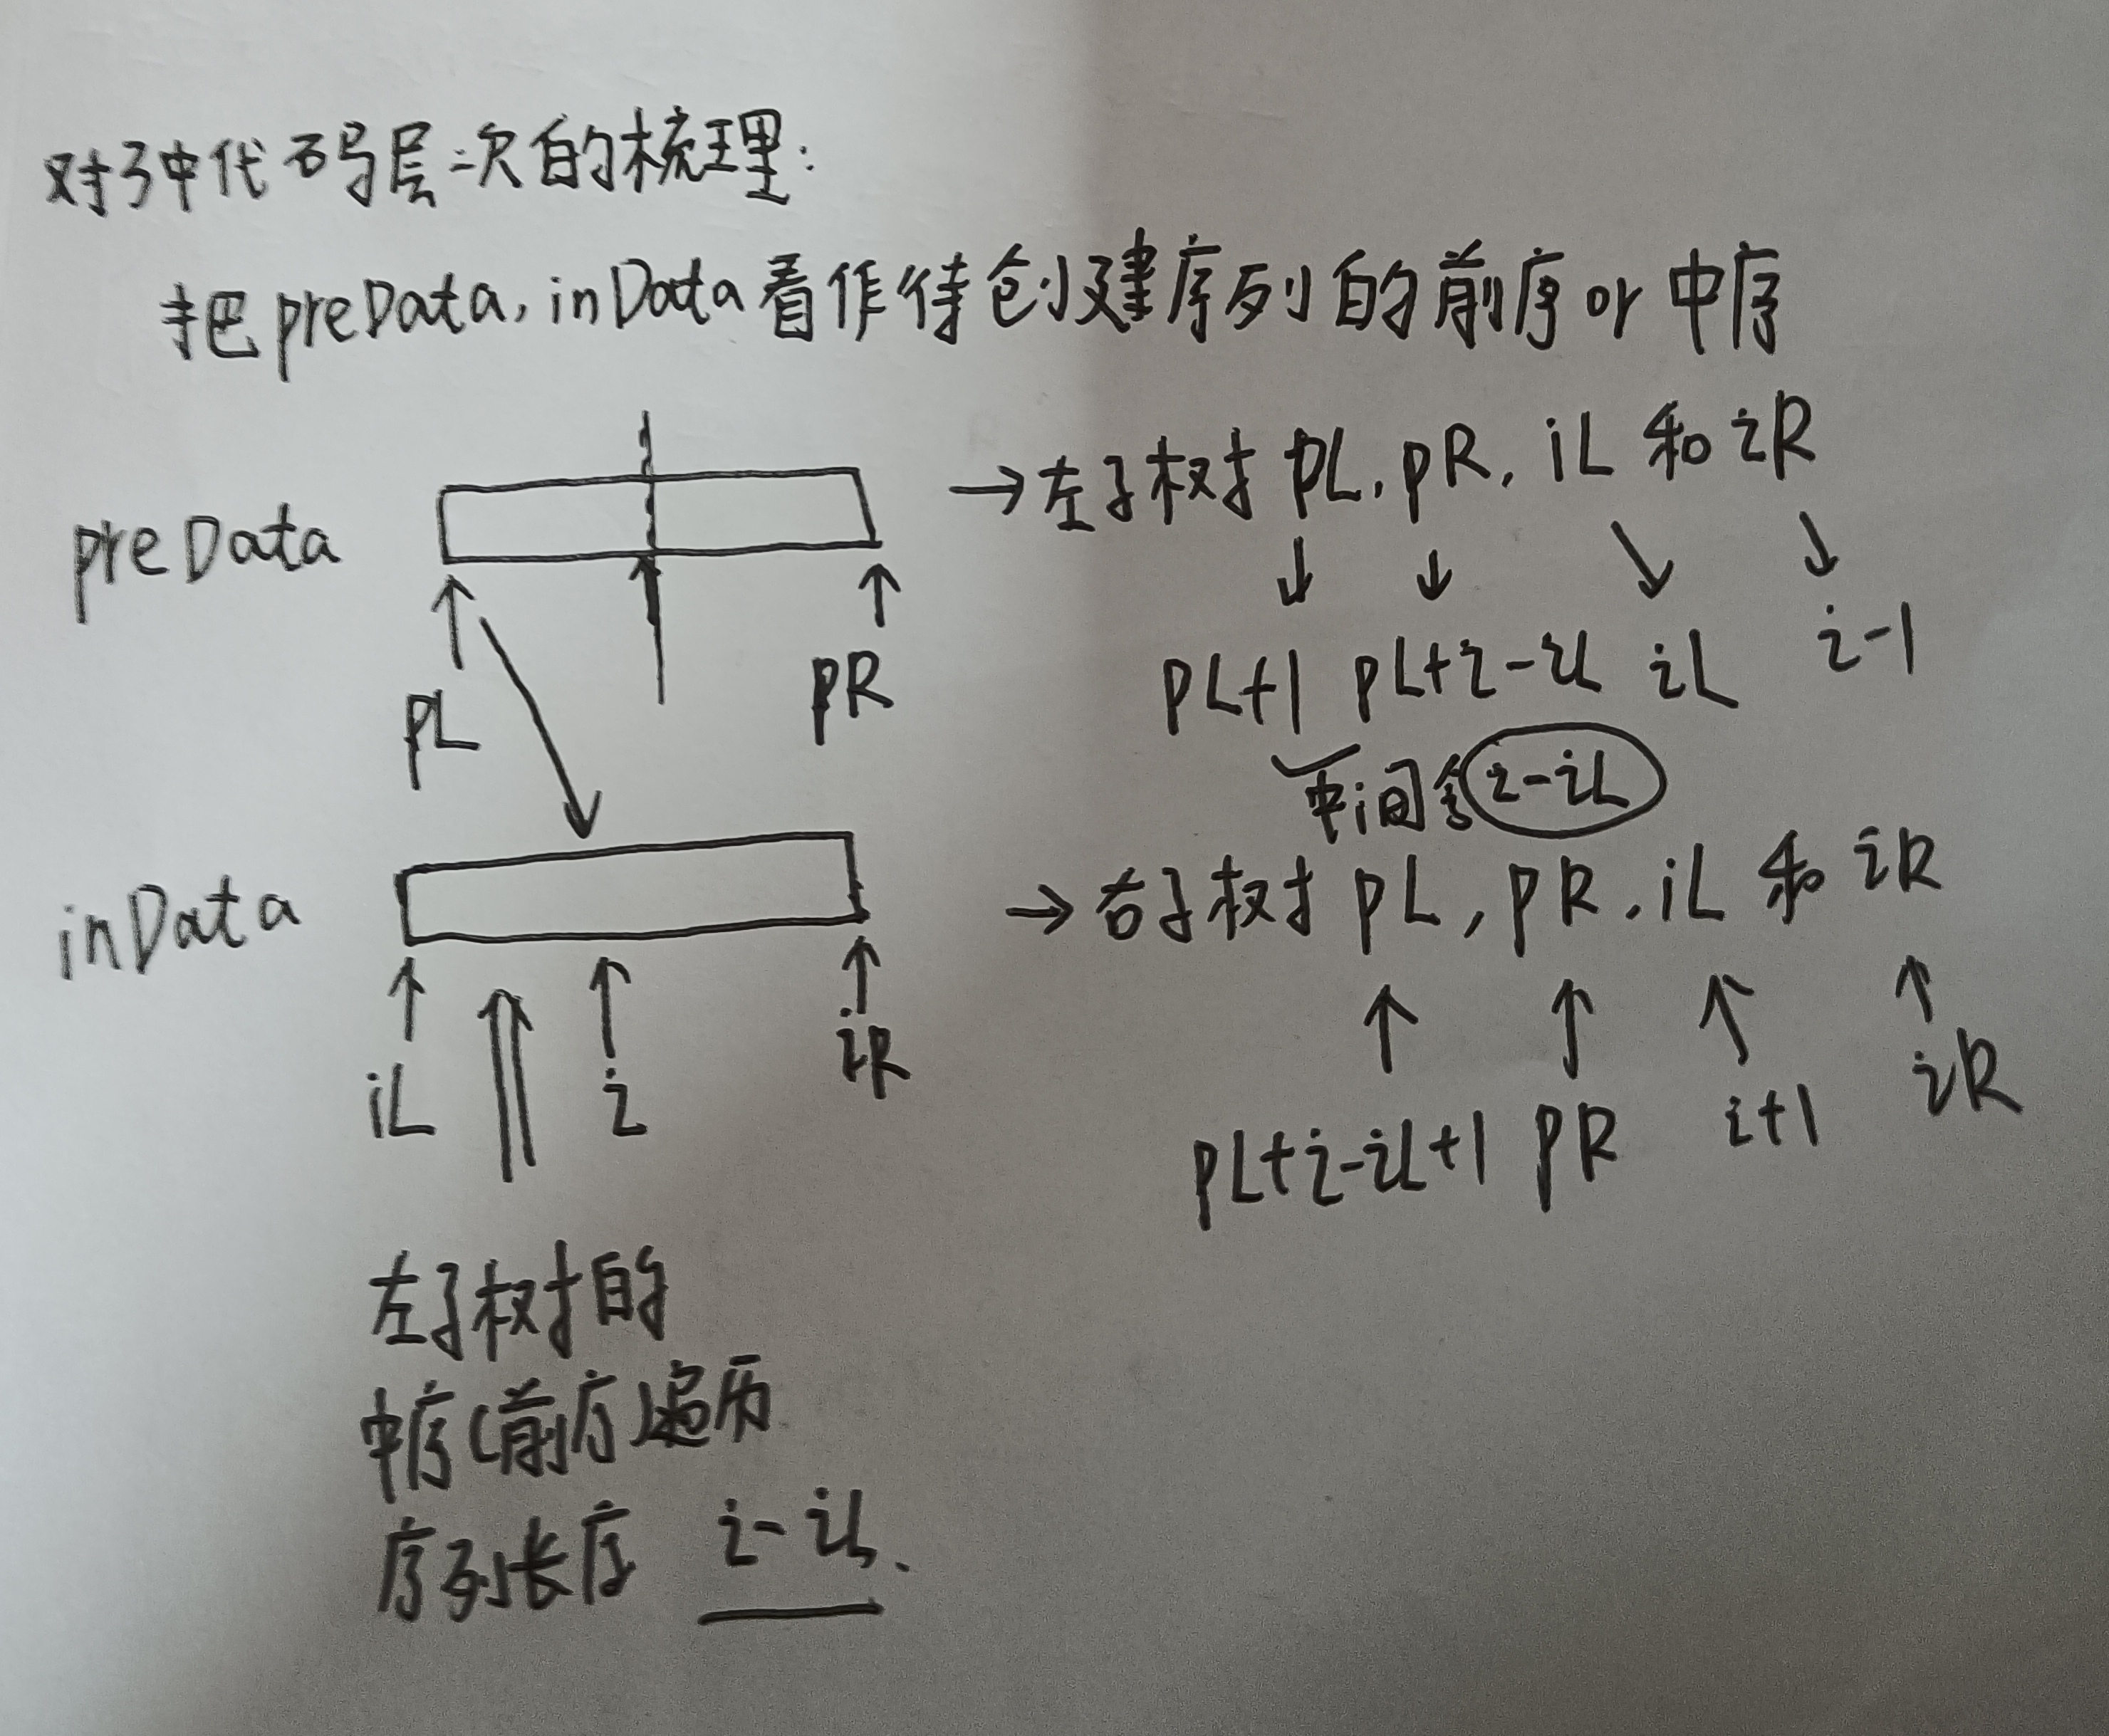 对于中代码层次的梳理:
把preData, inData看作待创建序列的前序or中序
preData
pL
pR
→左子树 pL, pR, iL 和 iR
↓ ↓ ↘ ↘
pL+1 pL+i-iL iL i-1
中间含 i-iL
inData
iL
i
iR
→右子树 pL, pR, iL 和 iR
↑ ↑ ↑ ↑
pL+i-iL+1 pR i+1 iR
左子树的
中序(前序)遍历
序列长度 i-iL.